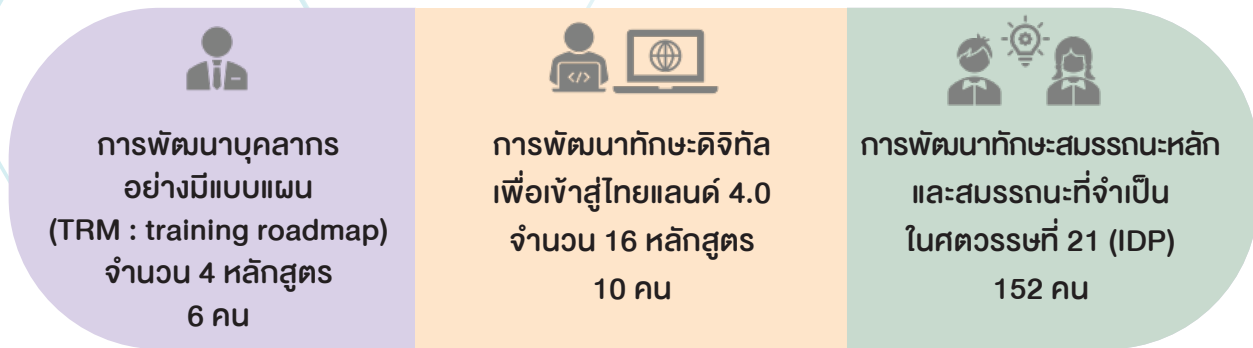 การพัฒนาบุคลากร
อย่างมีแบบแผน
(TRM : training roadmap)
จำนวน 4 หลักสูตร
6 คน
</>
การพัฒนาทักษะดิจิทัล
เพื่อเข้าสู่ไทยแลนด์ 4.0
จำนวน 16 หลักสูตร
10 คน
การพัฒนาทักษะสมรรถนะหลัก
และสมรรถนะที่จำเป็น
ในศตวรรษที่ 21 (IDP)
152 คน